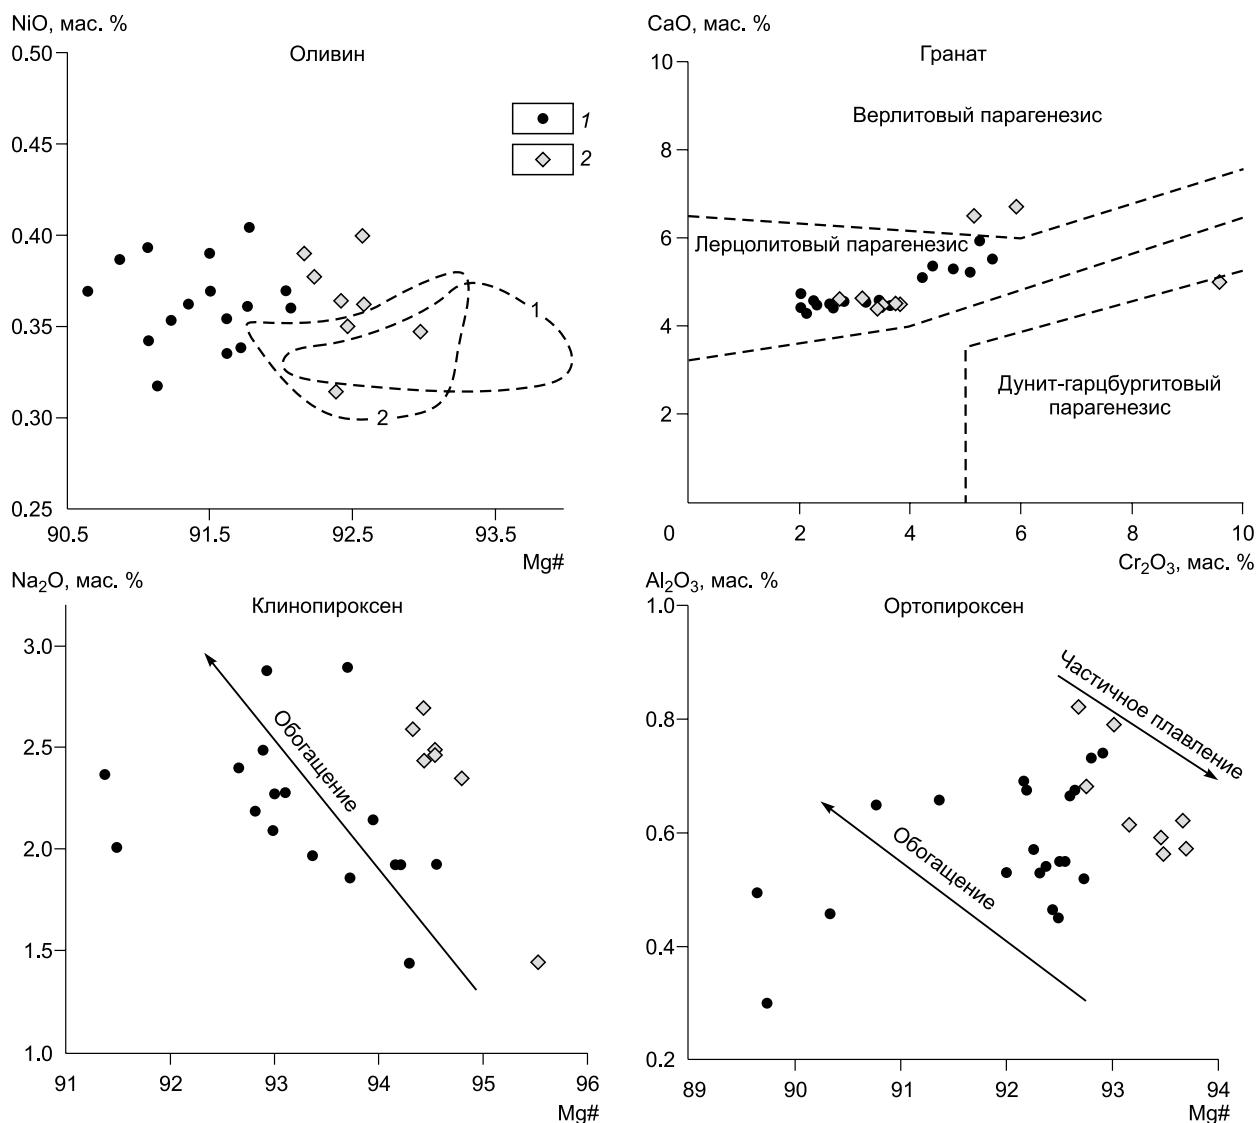 NiO, мас. %
0.50
Оливин
1
0.45
2
0.40
0.35
1
0.30
2
0.25
90.5
91.5
92.5
93.5
Mg#
CaO, мас. %
10
Гранат
Верлитовый парагенезис
8
6
Лерцолитовый парагенезис
4
Дунит-гарцбургитовый
парагенезис
2
0
2
4
6
8
10
Cr₂O₃, мас. %
Na₂O, мас. %
Клинопироксен
3.0
2.5
Обогащение
2.0
1.5
1.0
91
92
93
94
95
96
Mg#
Al₂O₃, мас. %
1.0
Ортопироксен
Частичное плавление
0.8
0.6
Обогащение
0.4
0.2
89
90
91
92
93
94
Mg#